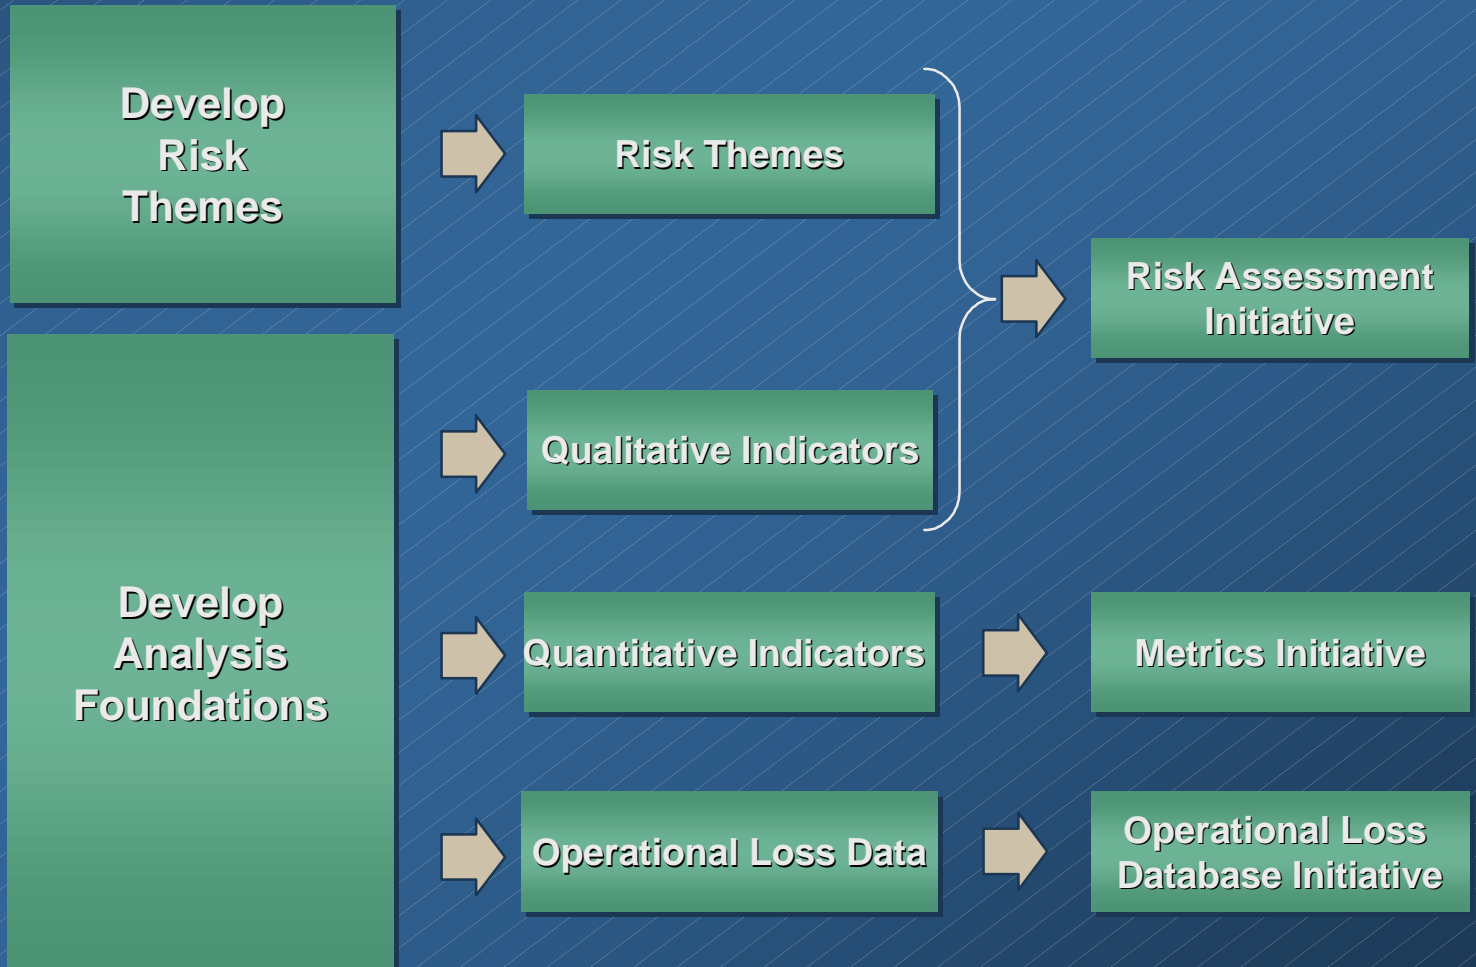 Develop
Risk
Themes
Risk Themes
Risk Assessment
Initiative
Qualitative Indicators
Develop
Analysis
Foundations
Quantitative Indicators
Metrics Initiative
Operational Loss Data
Operational Loss
Database Initiative